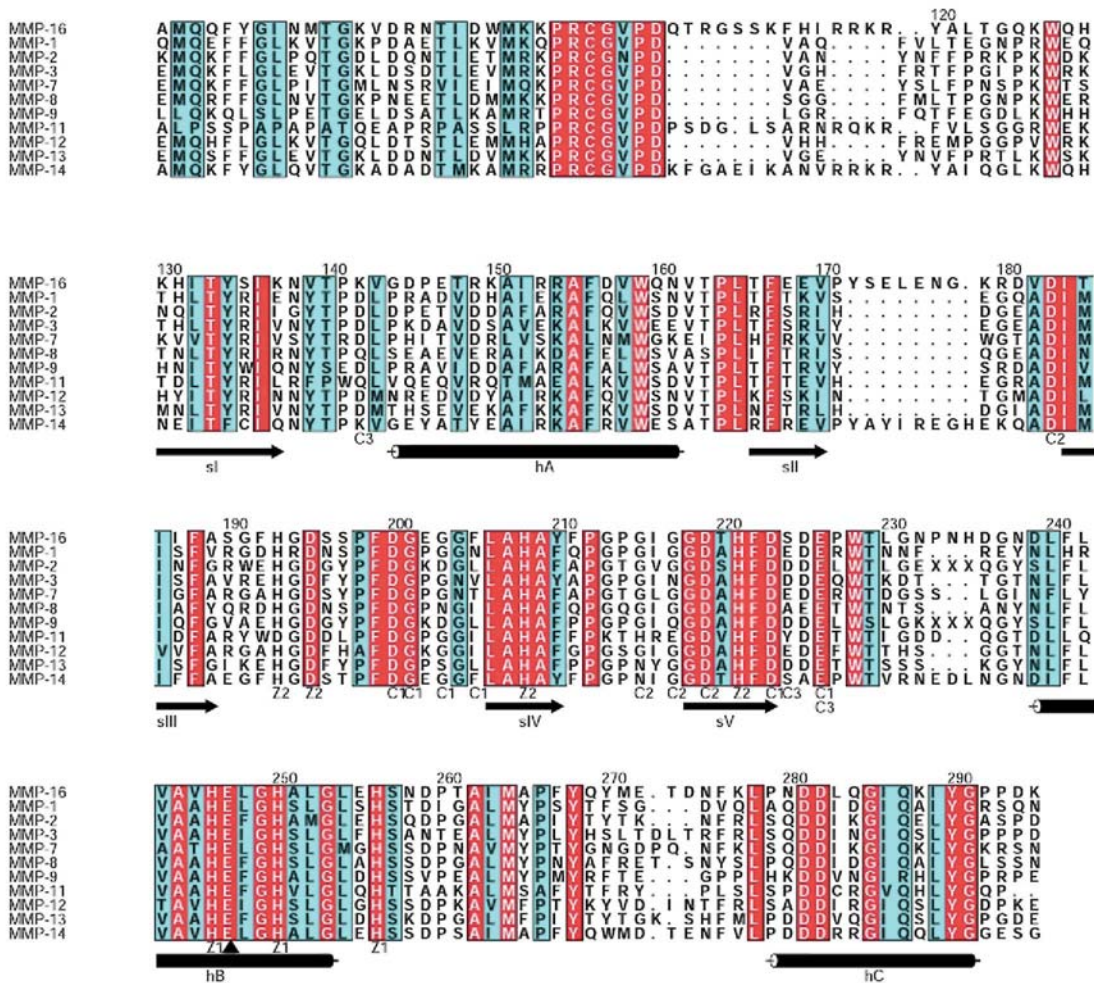 120
MMP-16 AMQQFYGLNMTGKVDRNTIDWMKKPRCGVPDQTRGSSKFHIRRKR..YALTGQKWQH
MMP-1 KMQEFFGLKVTGKPDAETLKYMKQPRCGVPD.......VAQ....FVLTEGNPRWEQ
MMP-2 KMQKFFGLPQTGDLDQNTIETMRKPRCGNPD.......VAN....YNFFPRKPKWDK
MMP-3 EMQKFLGLEVTGKLDSDTLEVMRKPRCGVPD.......VGH....FRTFPGIPKWRK
MMP-7 EMQKFFGLPITGMLNSRVIEIMQKPRCGVPD.......VAE....YSLFPNSPKWTS
MMP-8 EMQRFFGLNVTGKPNEETLDMMKKPRCGVPD.......SGG....FMLTPGNPKWER
MMP-9 LLQKQLSLPETGELDSATLKAMRTPRCGVPD.......LGR....FQTFEGDLKWHH
MMP-11 ALPSSPAPAPATQEAPRPASSLRPPRCGVPDPSDG.LSARNRQKR..FVLSGGRWEK
MMP-12 EMQHFLGLKVTGQLDTSTLEMMHAPRCGVPD.......VHH....FREMPGGPVWRK
MMP-13 EMQSFFGLEVTGKLDDNTLDVMKKPRCGVPD.......VGE....YNVFPRTLKWSK
MMP-14 AMQKFYGLQVTGKADADTMKAMRRPRCGVPDKFGAEIKANVRRKR..YAIQGLKWQH
130 140 150 160 170 180
MMP-16 KHITYSIKNVTPKVGDPETRKAIRRAFDVWQNVTPLTFEEVPYSELENG.KRDVDITI
MMP-1 THLTYRIENYTPDLPRADVDHAIEKAFQLWSNVTPLTFTKVS.........EGQADIM
MMP-2 NQITYRIIGYTPDLDPETVDDAFARAFQVWSDVTPLRFSRIH.........DGEADIM
MMP-3 THLTYRIVNYTPDLPKDAVDSAVEKALKVWEEVTPLTFSRLY.........EGEADIM
MMP-7 KVVTYRIVSYTRDLPHITVDRLVSKALNMWGKEIPLHFRKVV.........WGTADIM
MMP-8 TNLTYRIRNYTPQLSEAEVERAIKDAFELWSVASPLIFTRIS.........QGEADIN
MMP-9 HNITYWIQNYSEDLPRAVIDDAFARAFALWSAVTPLTFTRVY.........SRDADIV
MMP-11 TDLTYRILRFPWQLVQEQVRQTMAEALKVWSDVTPLTFTEVH.........EGRADIM
MMP-12 HYITYRINNYTPDMNREDVDYAIRKAFQVWSNVTPLKFSKIN.........TGMADIL
MMP-13 MNLTYRIVNYTPDMTHSEVEKAFKKAFKVWSDVTPLNFTRLH.........DGIADIM
MMP-14 NEITFCIQNYTPKVGEYATYEAIRKAFRVWESATPLRFREVPYAYIREGHEKQADIM
C3 C2
sI hA sII
190 200 210 220 230 240
MMP-16 IIFASGFHGDSSPFDGEGGFLAHAYFPGPGIGGDTHFDSDEPWTLGNPNHDGNDLFL
MMP-1 ISFVRGDHRDNSPFDGPGGNLAHAFQPGPGIGGDAHFDEDERWTNNF...REYNLHR
MMP-2 INFGRWEHGDGYPFDGKDGLLAHAFAPGTGVGGDSHFDDDELWTLGEXXXQGYSLFL
MMP-3 ISFAVREHGDFYPFDGPGNVLAHAYAPGPGINGDAHFDDDEQWTKDT...TGTNLFL
MMP-7 IGFARGAHGDSYPFDGPGNTLAHAFAPGTGLGGDAHFDEDERWTDGS...SLGINFLY
MMP-8 IAFYQRDHGDNSPFDGPNGILAHAFQPGQGIGGDAHFDAEETWTNTS...ANYNLFL
MMP-9 IQFGVAEHGDGYPFDGKDGLLAHAFPPGPGIQGDAHFDDDELWSLGKXXXQGYSLFL
MMP-11 IDFARYWDGDDLPFDGPGGILAHAFFPKTHREGDVHFDYDETWTIGDD..QGTDLLQ
MMP-12 VVFARGAHGDFHAFDGKGGILAHAFGPGSGIGGDAHFDEDEFWTTHS...GGTNLFL
MMP-13 ISFGIKEHGDFYPFDGPSGLLAHAFPPGPNYGGDAHFDDDETWTSSS...KGYNLFL
MMP-14 IFFAEGFHGDSTPFDGEGGFLAHAYFPGPNIGGDTHFDSAEPWTVRNEDLNGNDIFL
Z2 Z2 C1 C1 C1 C1 Z2 C2 C2 C2 Z2 C1 C3 C1
C3
sIII sIV sV
250 260 270 280 290
MMP-16 VAVHELGHALGLEHSNDPTAIMAPFYQYME.TDNFKLPNDDLQGIQKIYGPPDK
MMP-1 VAAHELGHSLGLSHSTDIGALMYPSYTFSG...DVQLAQDDIDGIQAIYGRSQN
MMP-2 VAAHEFGHAMGLEHSQDPGALMAPIYTYTK...NFRLSQDDIKGIQELYGASPD
MMP-3 VAAHEIGHSLGLFHSANTEALMYPLYHSLTDLTRFRLSQDDINGIQSLYGPPPD
MMP-7 AATHELGHSLGMGHSSDPNAVMYPTYGNGDPQ.NFKLSQDDIKGIQKLYGKRSN
MMP-8 VAAHEFGHSLGLAHSSDPGALMYPNYAFRET.SNYSLPQDDIDGIQAIYGLSSN
MMP-9 VAAHEFGHALGLDHSSVPEALMYPMYRFTE...GPPLHKDDVNGIRHLYGPRPE
MMP-11 VAAHEFGHVLGLQHTTAAKALMSAFYTFRY...PLSLSPDDCRGVQHLYGQP..
MMP-12 TAVHEIGHSLGLGHSSDPKAVMFPTYKYVD.INTFRLSADDIRGIQSLYGDPKE
MMP-13 VAAHEFGHSLGLDHSKDPGALMFPIYTYTGK.SHFMLPDDDVQGIQSLYGPGDE
MMP-14 VAVHELGHALGLEHSSDPSAIMAPFYQWMD.TENFVLPDDDRRGIQQLYGGESG
Z1 Z1 Z1
hB hC